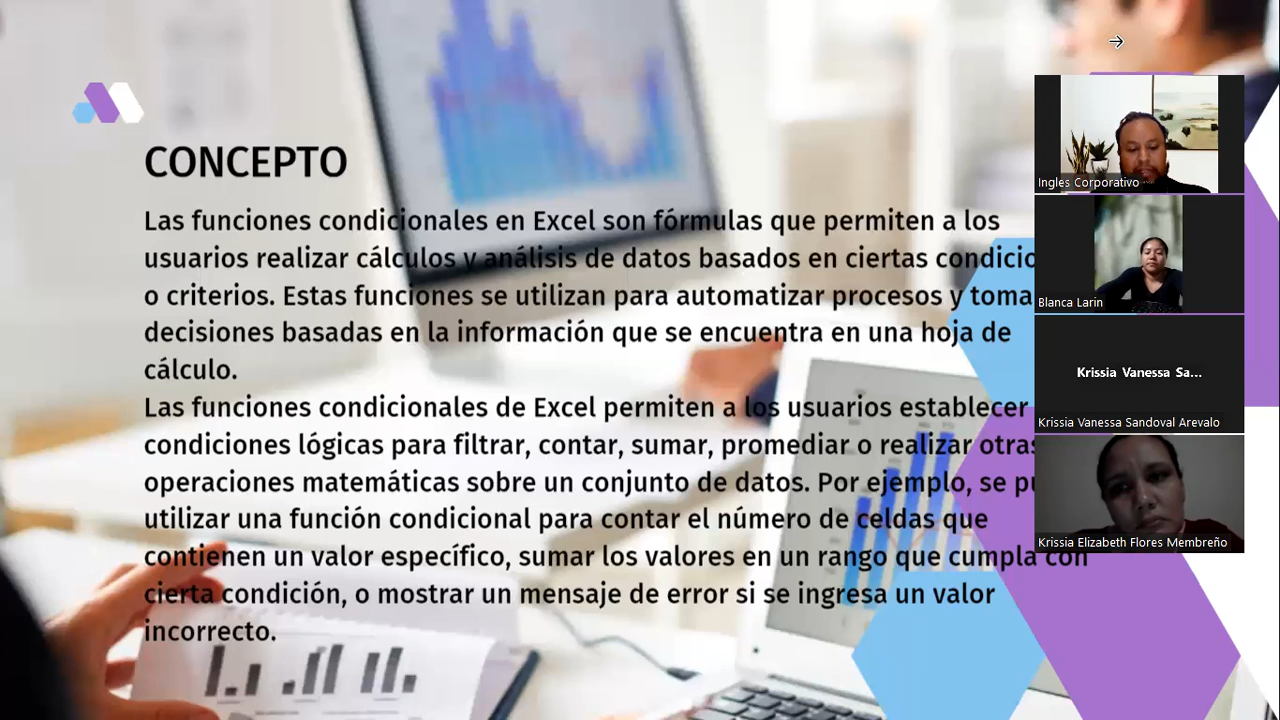 CONCEPTO
Las funciones condicionales en Excel son fórmulas que permiten a los
usuarios realizar cálculos y análisis de datos basados en ciertas
o criterios. Estas funciones se utilizan para automatizar procesos y
decisiones basadas en la información que se encuentra en una hoja de
cálculo.
Las funciones condicionales de Excel permiten a los usuarios establecer
condiciones lógicas para filtrar, contar, sumar, promediar o realizar otras
operaciones matemáticas sobre un conjunto de datos. Por ejemplo, se
utilizar una función condicional para contar el número de celdas que
contienen un valor específico, sumar los valores en un rango que cumpla con
cierta condición, o mostrar un mensaje de error si se ingresa un valor
incorrecto.
Ingles Corporativo
Blanca Larin
Krissia Vanessa Sa...
Krissia Vanessa Sandoval Arevalo
Krissia Elizabeth Flores Membreño